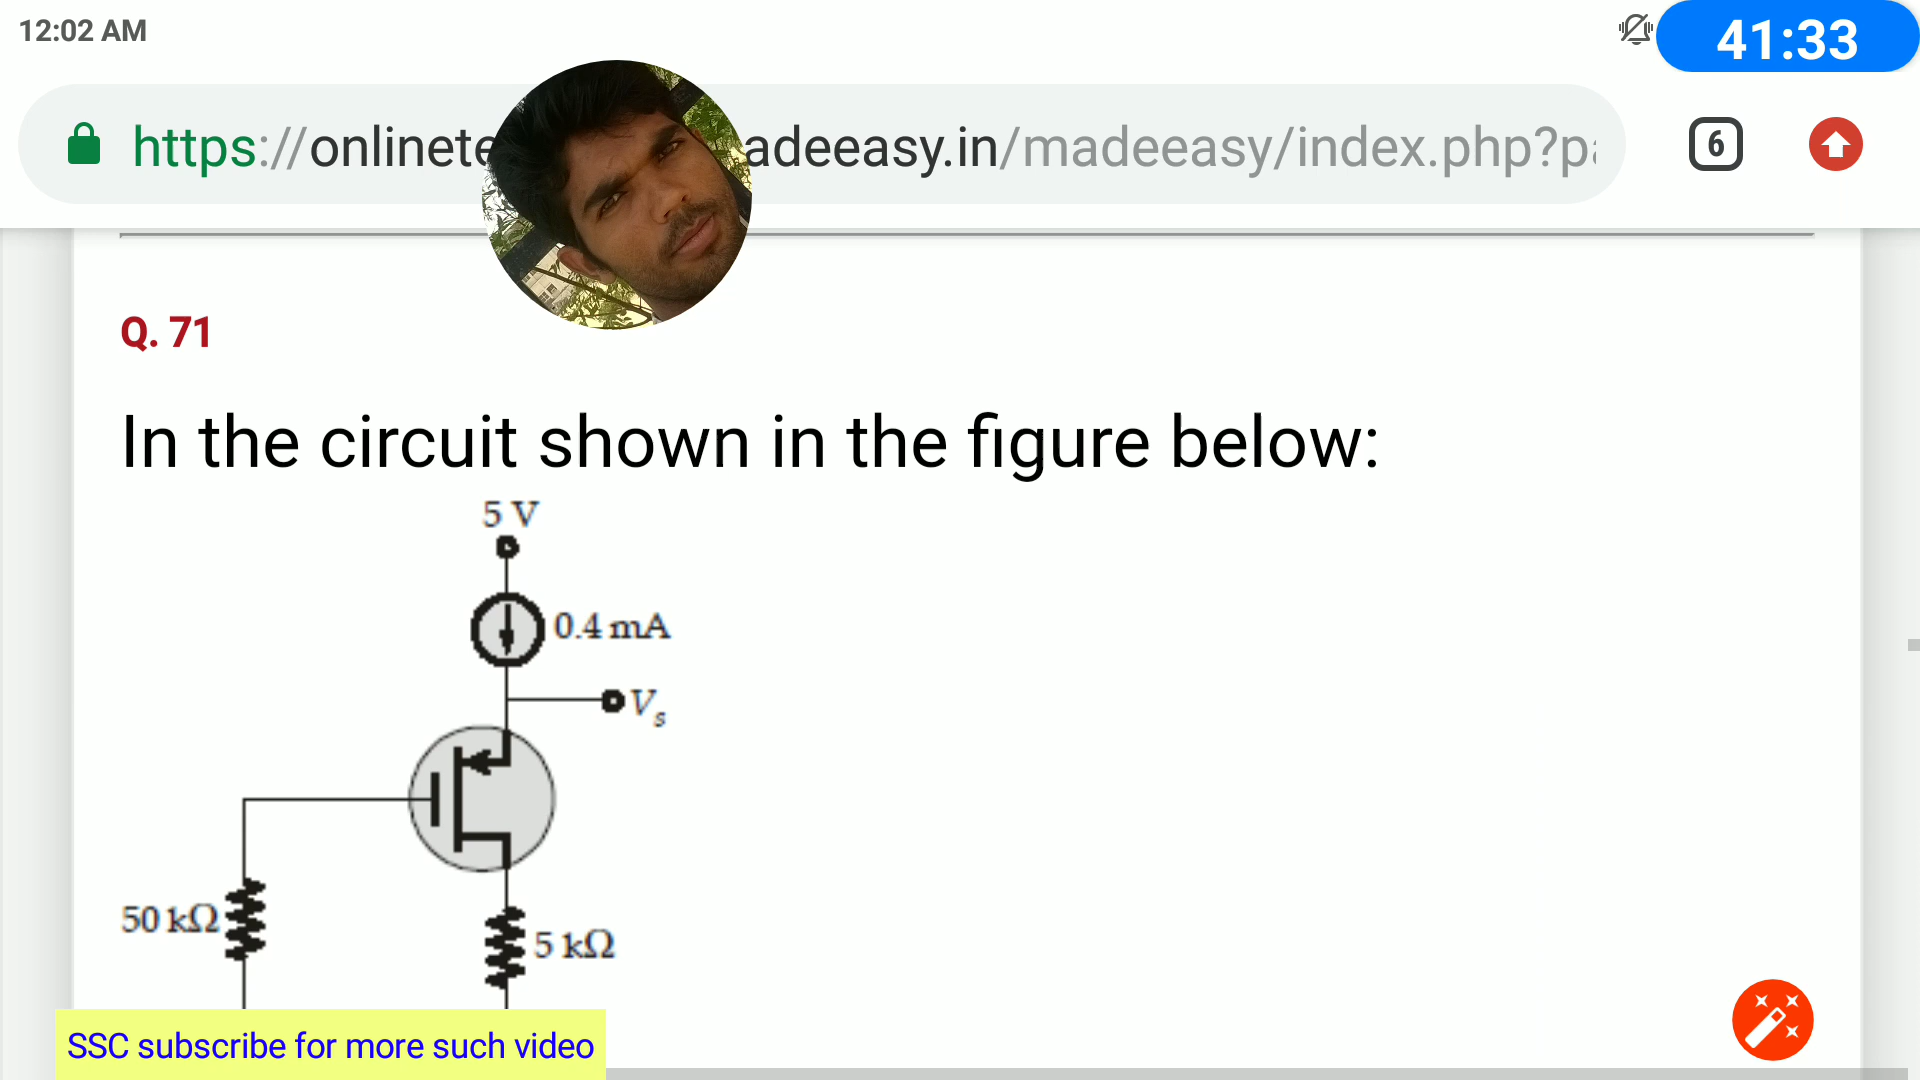 12:02 AM
41:33
https://onlinete adeeasy.in/madeeasy/index.php?pa
6
Q. 71
In the circuit shown in the figure below:
5 V
0.4 mA
Vs
50 kΩ
5 kΩ
SSC subscribe for more such video